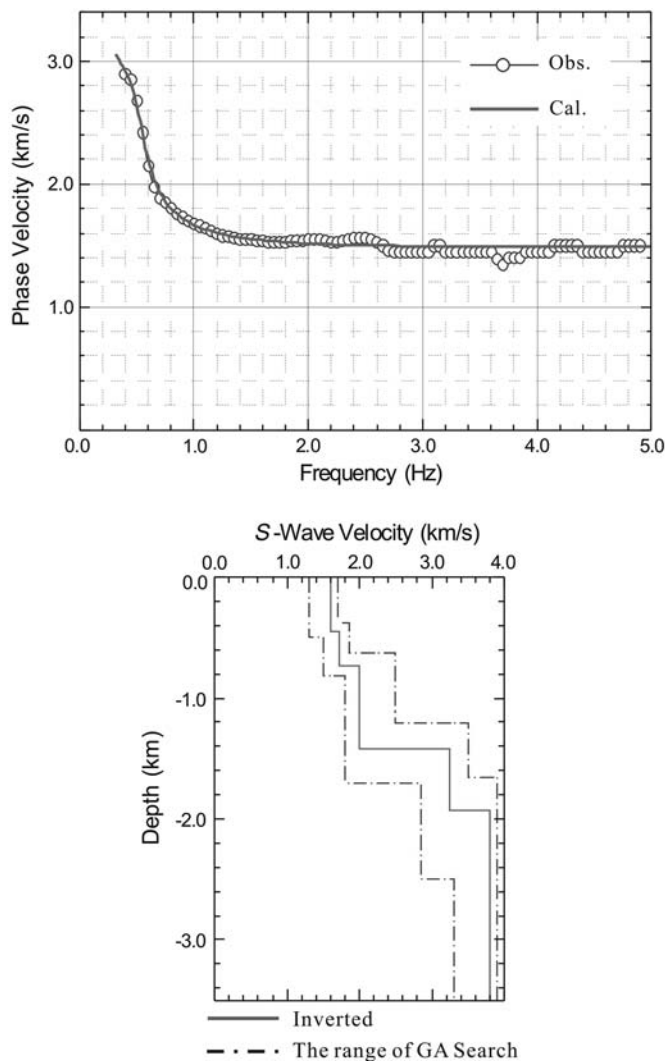 3.0
2.0
1.0
Phase Velocity (km/s)
Obs.
Cal.
0.0 1.0 2.0 3.0 4.0 5.0
Frequency (Hz)
S-Wave Velocity (km/s)
0.0 1.0 2.0 3.0 4.0
0.0
-1.0
-2.0
-3.0
Depth (km)
Inverted
The range of GA Search